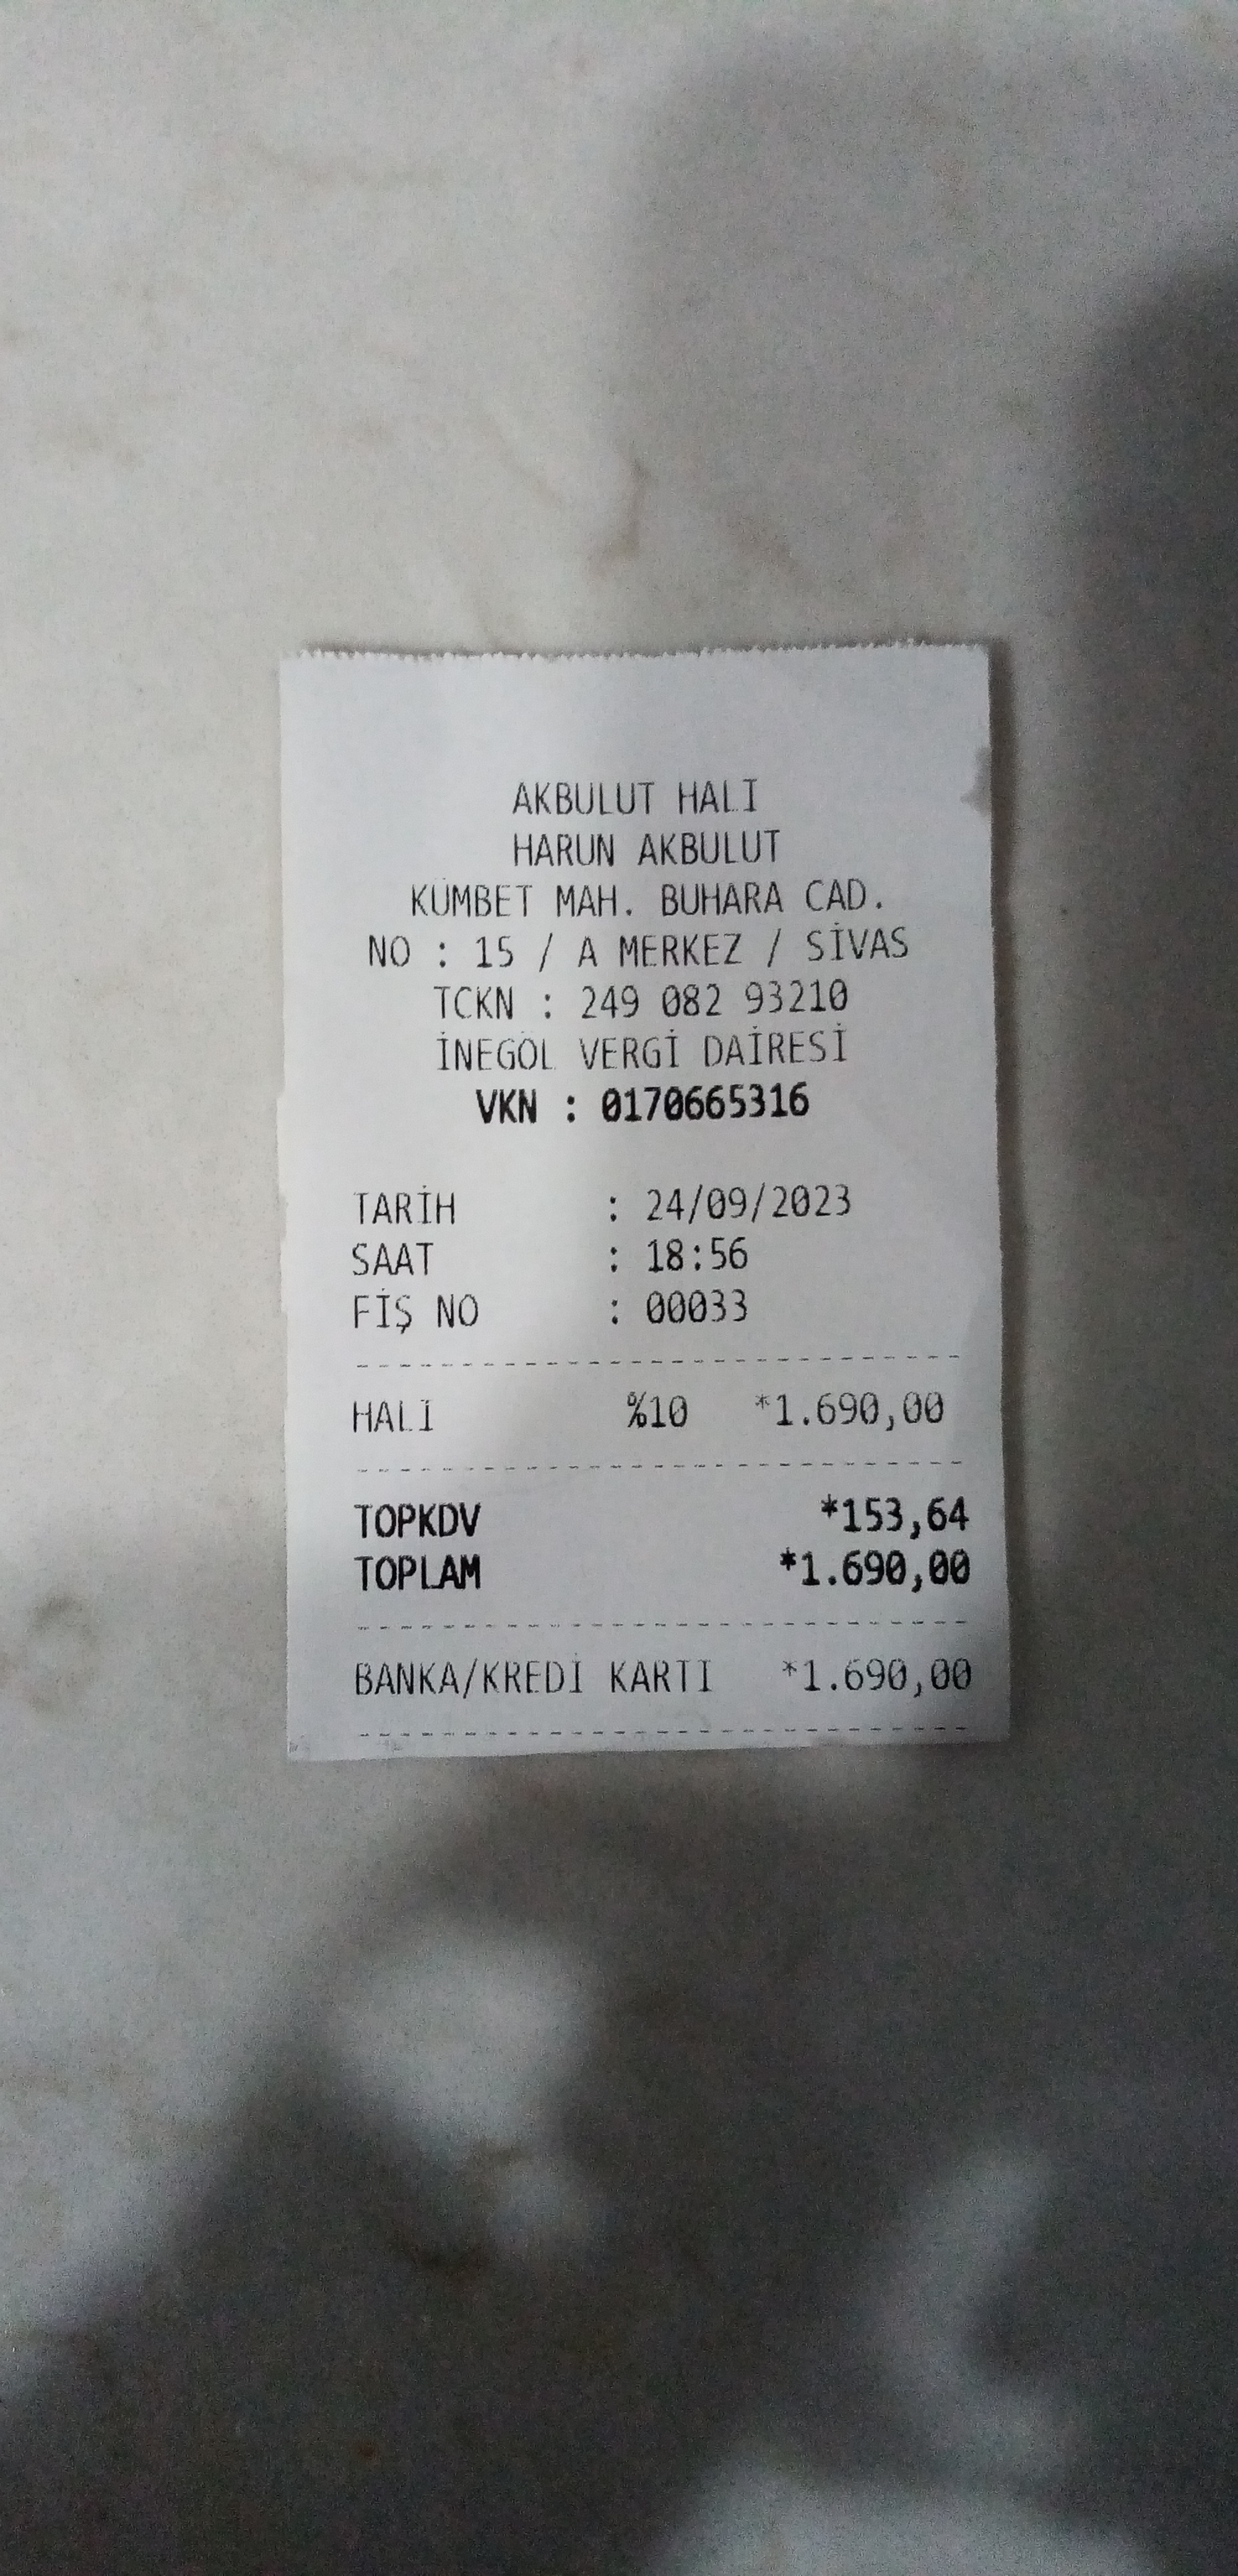 AKBULUT HALI
HARUN AKBULUT
KÜMBET MAH. BUHARA CAD.
NO : 15 / A MERKEZ / SİVAS
TCKN : 249 082 93210
İNEGÖL VERGİ DAİRESİ
VKN : 0170665316
TARİH : 24/09/2023
SAAT : 18:56
FİŞ NO : 00033
HALI %10 *1.690,00
TOPKDV *153,64
TOPLAM *1.690,00
BANKA/KREDİ KARTI *1.690,00